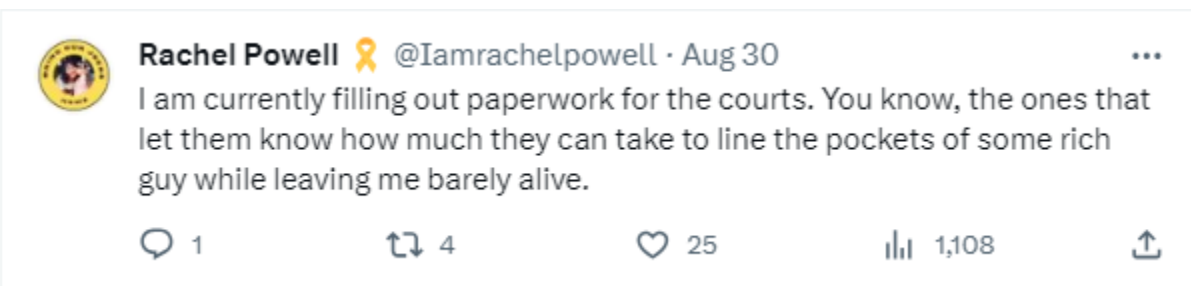 Rachel Powell 🎗 @Iamrachelpowell · Aug 30
I am currently filling out paperwork for the courts. You know, the ones that
let them know how much they can take to line the pockets of some rich
guy while leaving me barely alive.
1 4 25 1,108